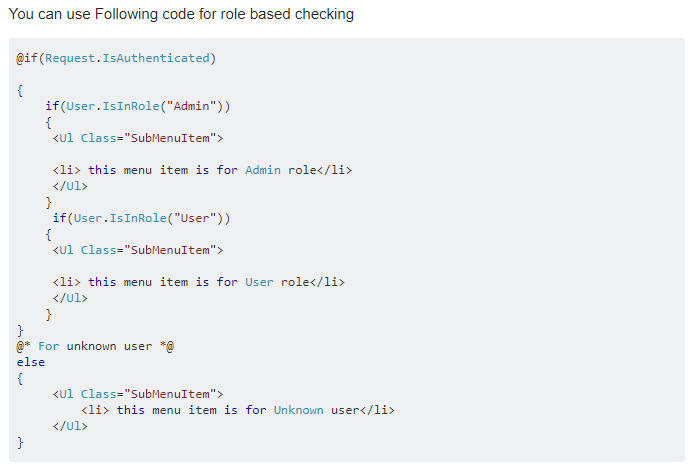 You can use Following code for role based checking
@if(Request.IsAuthenticated)
{
if(User.IsInRole("Admin"))
{
<Ul Class="SubMenuItem">
<li> this menu item is for Admin role</li>
</Ul>
}
if(User.IsInRole("User"))
{
<Ul Class="SubMenuItem">
<li> this menu item is for User role</li>
</Ul>
}
}
@* For unknown user *@
else
{
<Ul Class="SubMenuItem">
<li> this menu item is for Unknown user</li>
</Ul>
}